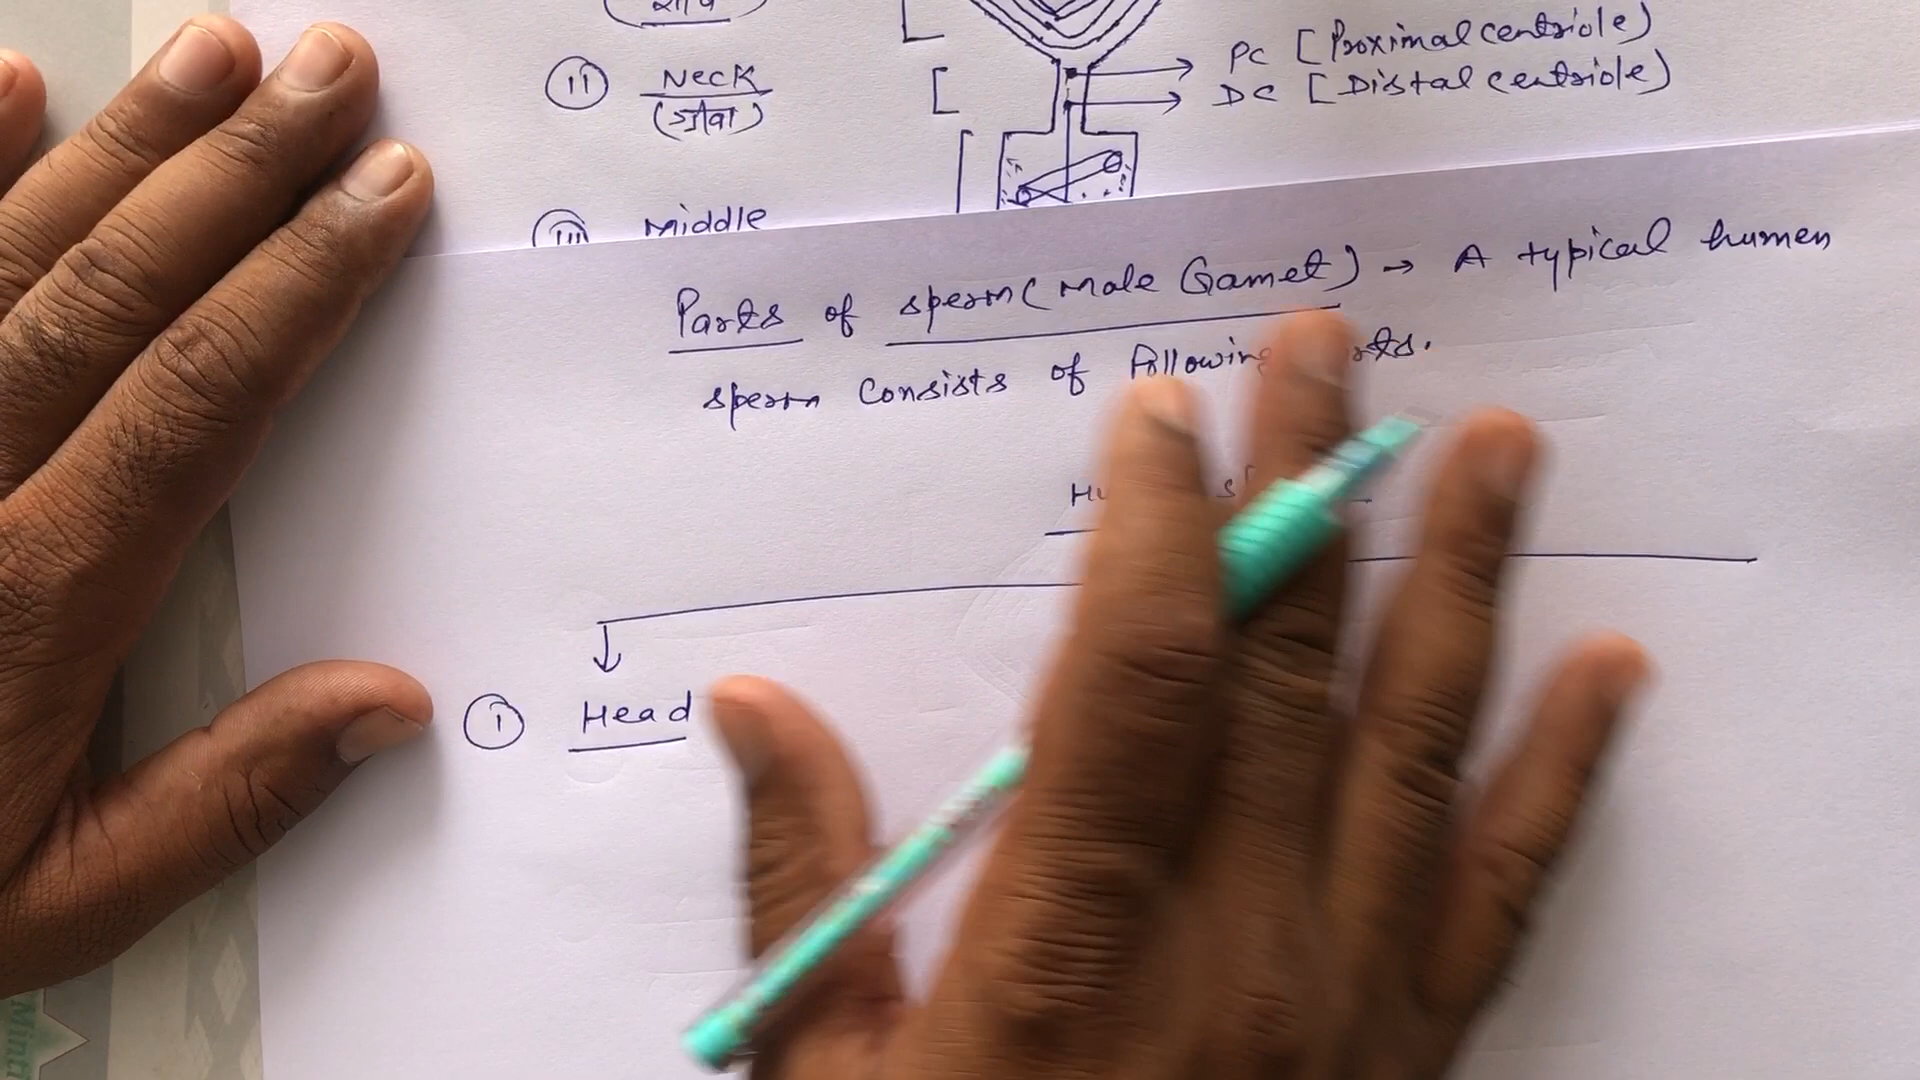 PC [Proximal centriole)
II Neck
DC [Distal centriole)
(ग्रीवा)
III Middle
Parts of sperm (Male Gamet) → A typical humen
sperm consists of following
I Head